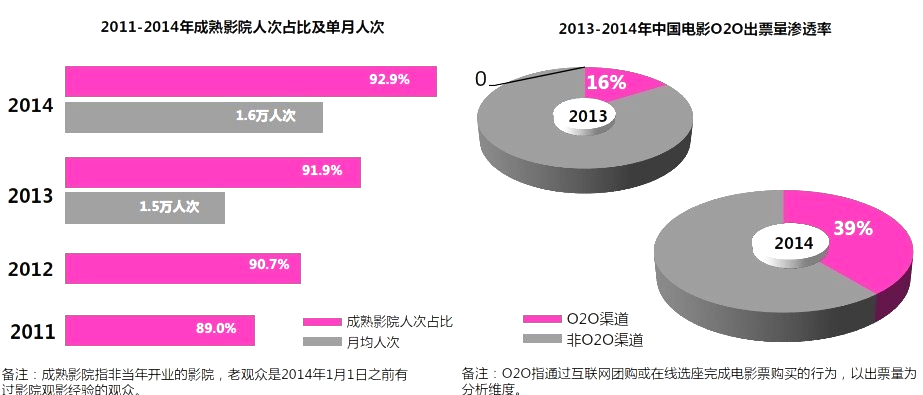 2011-2014年成熟影院人次占比及单月人次
2014
92.9%
1.6万人次
2013
91.9%
1.5万人次
2012
90.7%
2011
89.0%
成熟影院人次占比
月均人次
备注：成熟影院指非当年开业的影院，老观众是2014年1月1日之前有
过影院观影经验的观众。
2013-2014年中国电影O2O出票量渗透率
0
16%
2013
39%
2014
O2O渠道
非O2O渠道
备注：O2O指通过互联网团购或在线选座完成电影票购买的行为，以出票量为
分析维度。